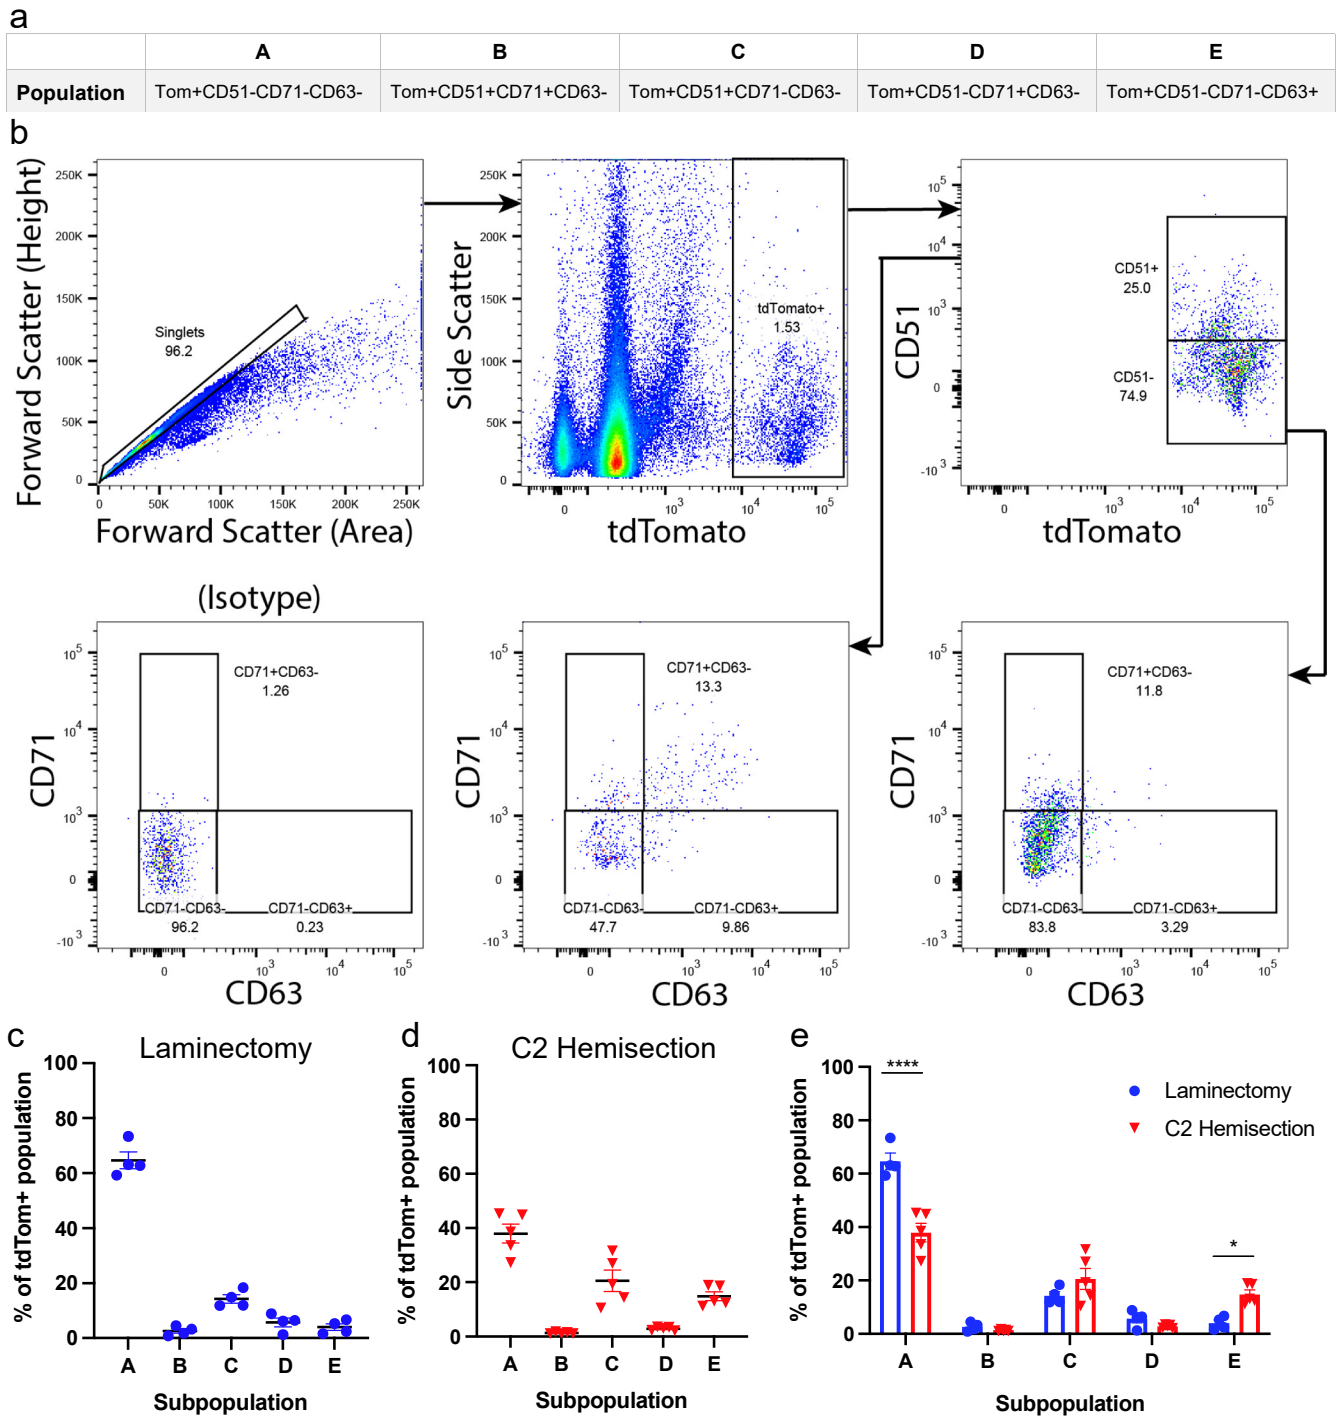 a
A B C D E
Population Tom+CD51-CD71-CD63- Tom+CD51+CD71+CD63- Tom+CD51+CD71-CD63- Tom+CD51-CD71+CD63- Tom+CD51-CD71-CD63+
b
Forward Scatter (Height)
250K
200K
150K
100K
50K
0
Singlets
96.2
0 50K 100K 150K 200K 250K
Forward Scatter (Area)
Side Scatter
250K
200K
150K
100K
50K
0
tdTomato+
1.53
0 10^3 10^4 10^5
tdTomato
CD51
10^5
10^4
10^3
0
-10^3
CD51+
25.0
CD51-
74.9
0 10^3 10^4 10^5
tdTomato
(Isotype)
CD71
10^5
10^4
10^3
0
-10^3
CD71+CD63-
1.26
CD71-CD63- CD71-CD63+
96.2 0.23
0 10^3 10^4 10^5
CD63
CD71
10^5
10^4
10^3
0
-10^3
CD71+CD63-
13.3
CD71-CD63- CD71-CD63+
47.7 9.86
0 10^3 10^4 10^5
CD63
CD71
10^5
10^4
10^3
0
-10^3
CD71+CD63-
11.8
CD71-CD63- CD71-CD63+
83.8 3.29
0 10^3 10^4 10^5
CD63
c
Laminectomy
% of tdTom+ population
100
80
60
40
20
0
A B C D E
Subpopulation
d
C2 Hemisection
% of tdTom+ population
100
80
60
40
20
0
A B C D E
Subpopulation
e
% of tdTom+ population
100
80
60
40
20
0
****
*
Laminectomy
C2 Hemisection
A B C D E
Subpopulation